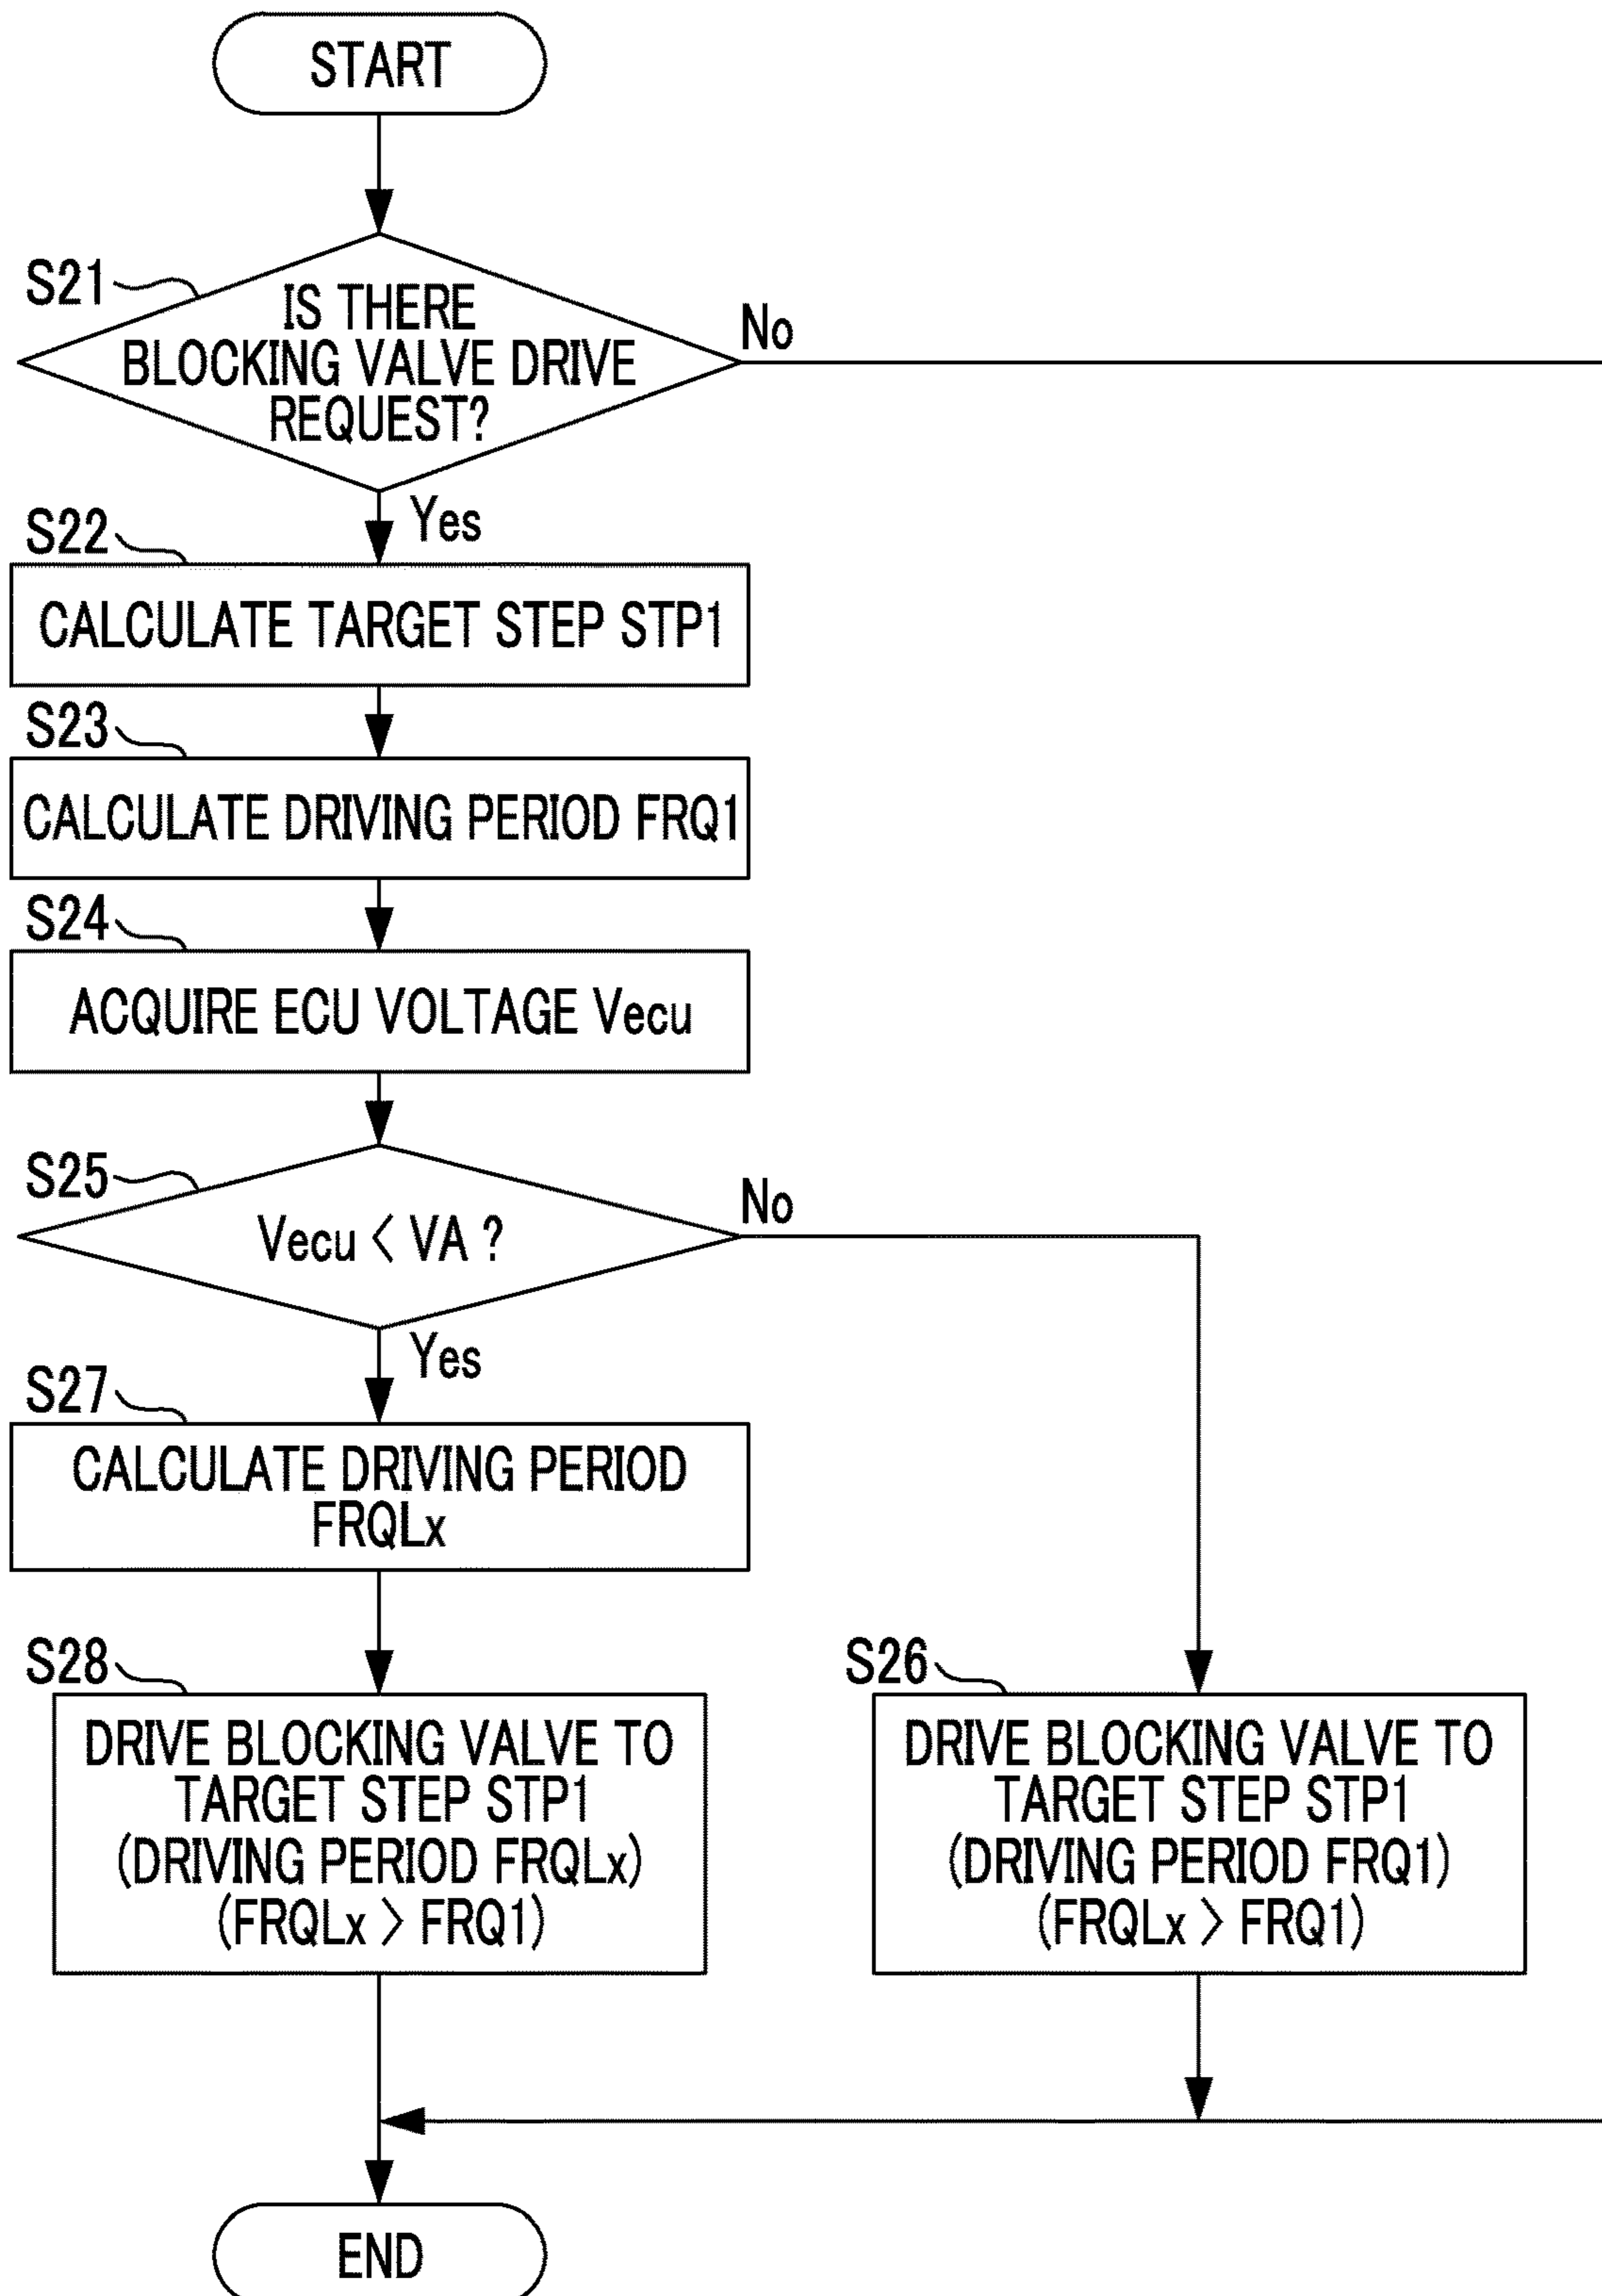 START
S21
IS THERE
BLOCKING VALVE DRIVE
REQUEST?
No
Yes
S22
CALCULATE TARGET STEP STP1
S23
CALCULATE DRIVING PERIOD FRQ1
S24
ACQUIRE ECU VOLTAGE Vecu
S25
Vecu < VA ?
No
Yes
S27
CALCULATE DRIVING PERIOD
FRQLx
S28
DRIVE BLOCKING VALVE TO
TARGET STEP STP1
(DRIVING PERIOD FRQLx)
(FRQLx > FRQ1)
S26
DRIVE BLOCKING VALVE TO
TARGET STEP STP1
(DRIVING PERIOD FRQ1)
(FRQLx > FRQ1)
END